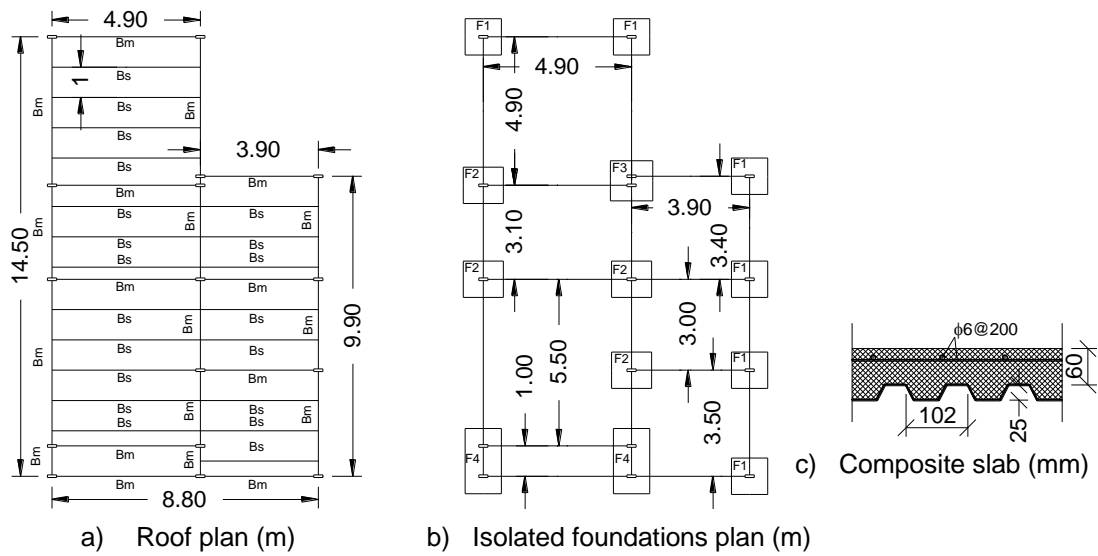 4.90
Bm
Bs
1
Bs
Bm
Bm
Bs
Bs
3.90
Bm
Bm
Bm
Bs
Bm
Bs
Bm
Bs
Bs
Bs
Bs
14.50
Bm
Bm
Bs
Bm
Bs
Bm
9.90
Bm
Bs
Bs
Bs
Bm
Bs
Bs
Bm
Bs
Bs
Bm
Bm
Bm
Bs
Bm
Bm
8.80
a) Roof plan (m)
F1
F1
4.90
4.90
F2
F3
F1
3.90
3.10
3.40
F2
F2
F1
3.00
5.50
1.00
F2
F1
3.50
F4
F4
F1
b) Isolated foundations plan (m)
ϕ6@200
60
102
25
c) Composite slab (mm)